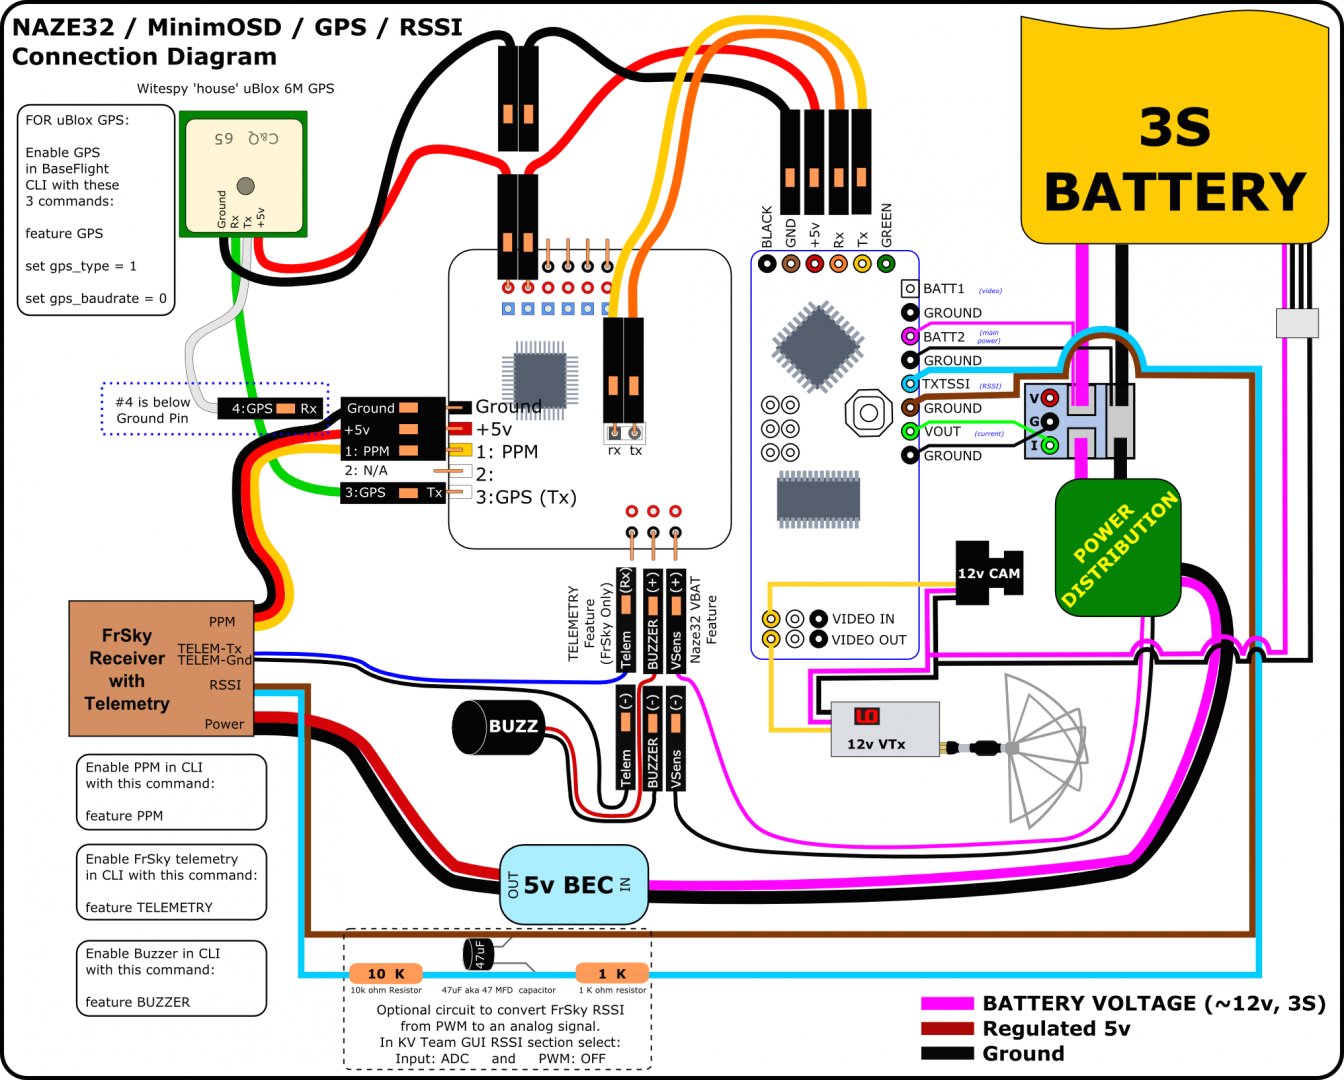 NAZE32 / MinimOSD / GPS / RSSI
Connection Diagram
Witespy 'house' uBlox 6M GPS
FOR uBlox GPS:
Enable GPS
in BaseFlight
CLI with these
3 commands:
feature GPS
set gps_type = 1
set gps_baudrate = 0
C&Q 65
Ground
Rx
Tx
+5v
#4 is below
Ground Pin
4:GPS Rx
Ground
+5v
1: PPM
2: N/A
3:GPS Tx
Ground
+5v
1: PPM
2:
3:GPS (Tx)
rx tx
BLACK
GND
+5v
Rx
Tx
GREEN
BATT1 (video)
GROUND
BATT2 (main power)
GROUND
TXTSSI (RSSI)
GROUND
VOUT (current)
GROUND
VIDEO IN
VIDEO OUT
3S
BATTERY
V
G
I
POWER
DISTRIBUTION
12v CAM
12v VTx
TELEMETRY
Feature
(FrSky Only)
Telem (Rx)
BUZZER (+)
VSens (+)
Naze32 VBAT
Feature
Telem (-)
BUZZER (-)
VSens (-)
BUZZ
FrSky
Receiver
with
Telemetry
PPM
TELEM-Tx
TELEM-Gnd
RSSI
Power
Enable PPM in CLI
with this command:
feature PPM
Enable FrSky telemetry
in CLI with this command:
feature TELEMETRY
Enable Buzzer in CLI
with this command:
feature BUZZER
OUT
5v BEC
IN
10 K
10k ohm Resistor
47uF
47uF aka 47 MFD capacitor
1 K
1 K ohm resistor
Optional circuit to convert FrSky RSSI
from PWM to an analog signal.
In KV Team GUI RSSI section select:
Input: ADC and PWM: OFF
BATTERY VOLTAGE (~12v, 3S)
Regulated 5v
Ground